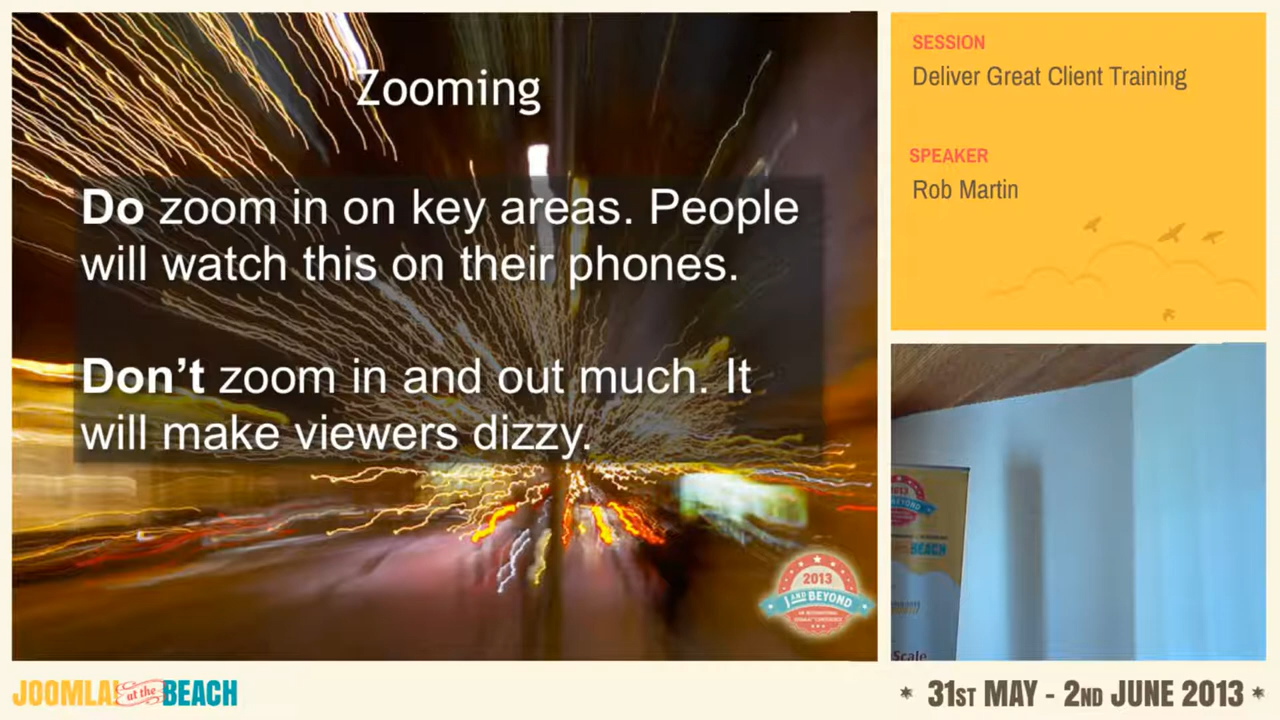 Zooming
Do zoom in on key areas. People
will watch this on their phones.
Don't zoom in and out much. It
will make viewers dizzy.
2013
J AND BEYOND
SESSION
Deliver Great Client Training
SPEAKER
Rob Martin
2013
BEACH
Scale
JOOMLA! at the BEACH
* 31ST MAY - 2ND JUNE 2013 *